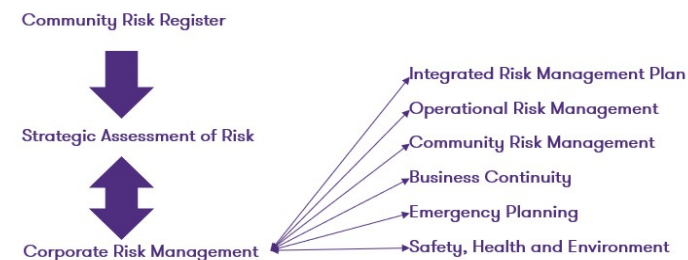 Community Risk Register
Strategic Assessment of Risk
Corporate Risk Management
Integrated Risk Management Plan
Operational Risk Management
Community Risk Management
Business Continuity
Emergency Planning
Safety, Health and Environment